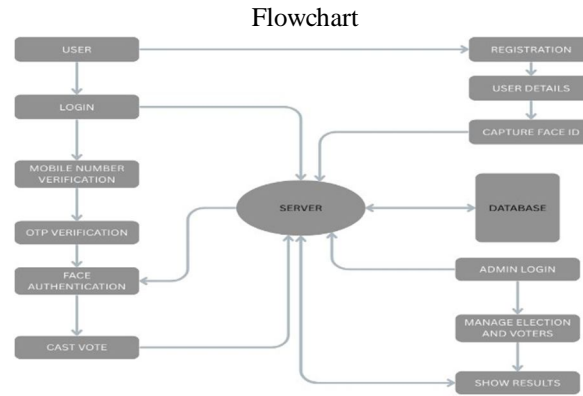 Flowchart
USER
REGISTRATION
USER DETAILS
LOGIN
CAPTURE FACE ID
MOBILE NUMBER
VERIFICATION
SERVER
DATABASE
OTP VERIFICATION
FACE
AUTHENTICATION
ADMIN LOGIN
MANAGE ELECTION
AND VOTERS
CAST VOTE
SHOW RESULTS